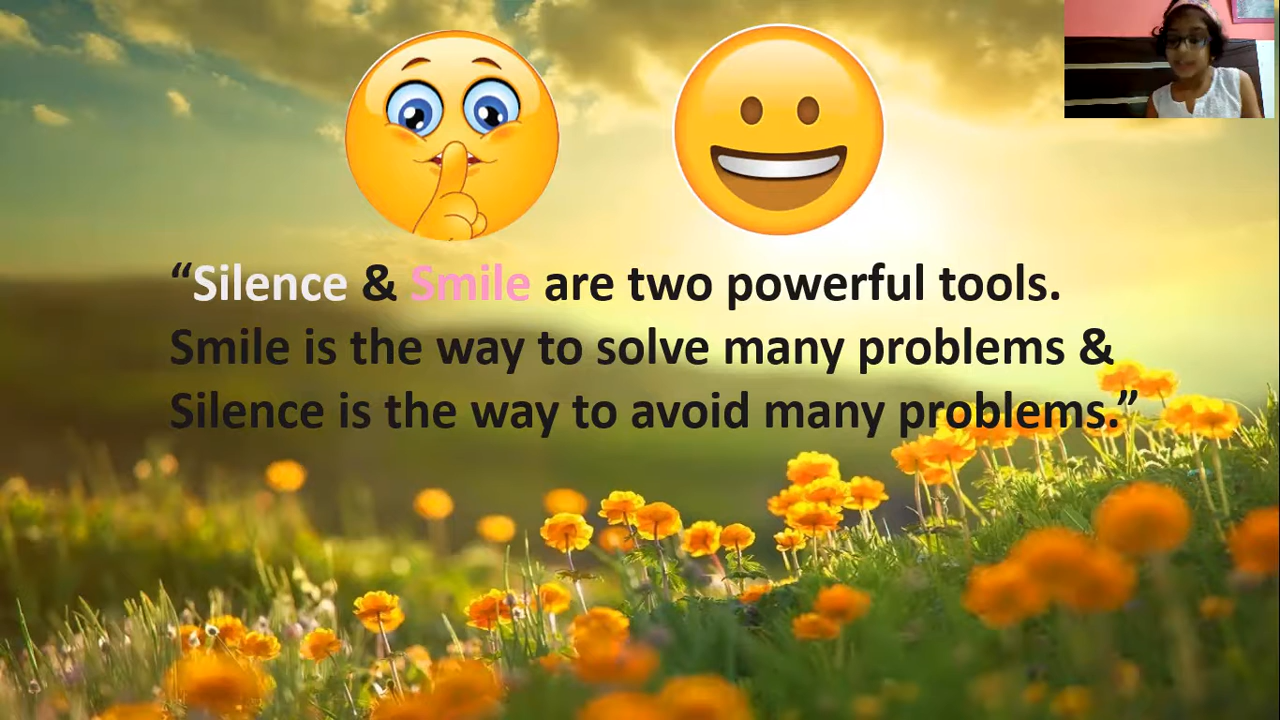 “Silence & Smile are two powerful tools.
Smile is the way to solve many problems &
Silence is the way to avoid many problems.”